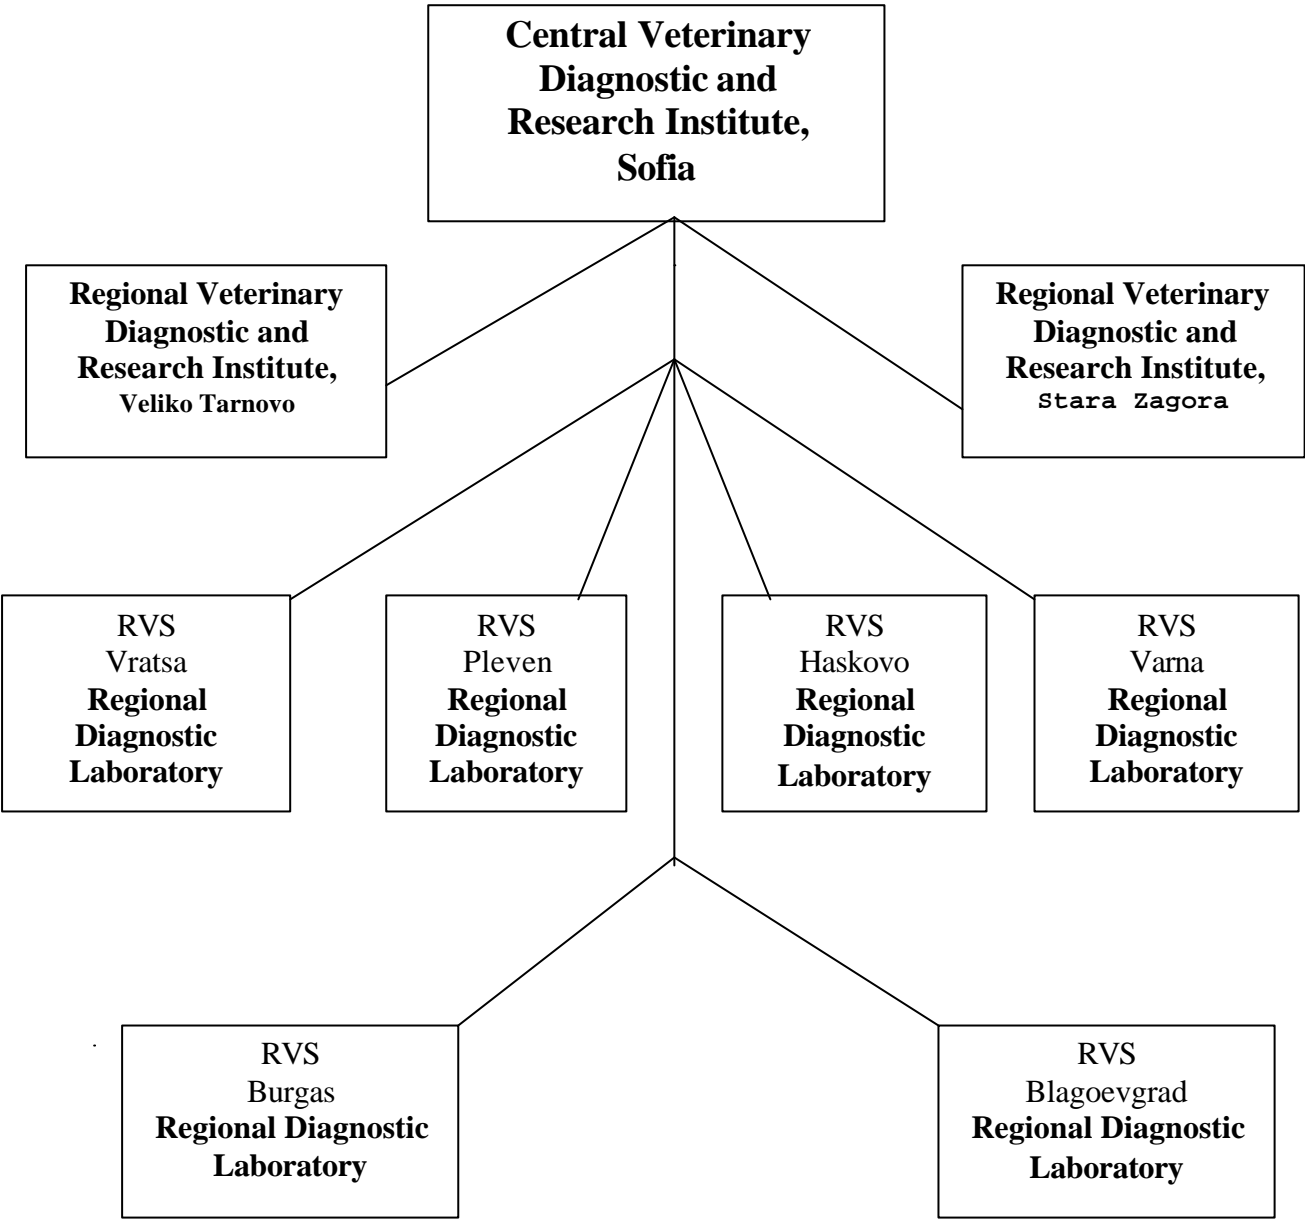 Central Veterinary
Diagnostic and
Research Institute,
Sofia
Regional Veterinary
Diagnostic and
Research Institute,
Veliko Tarnovo
Regional Veterinary
Diagnostic and
Research Institute,
Stara Zagora
RVS
Vratsa
Regional
Diagnostic
Laboratory
RVS
Pleven
Regional
Diagnostic
Laboratory
RVS
Haskovo
Regional
Diagnostic
Laboratory
RVS
Varna
Regional
Diagnostic
Laboratory
RVS
Burgas
Regional Diagnostic
Laboratory
RVS
Blagoevgrad
Regional Diagnostic
Laboratory